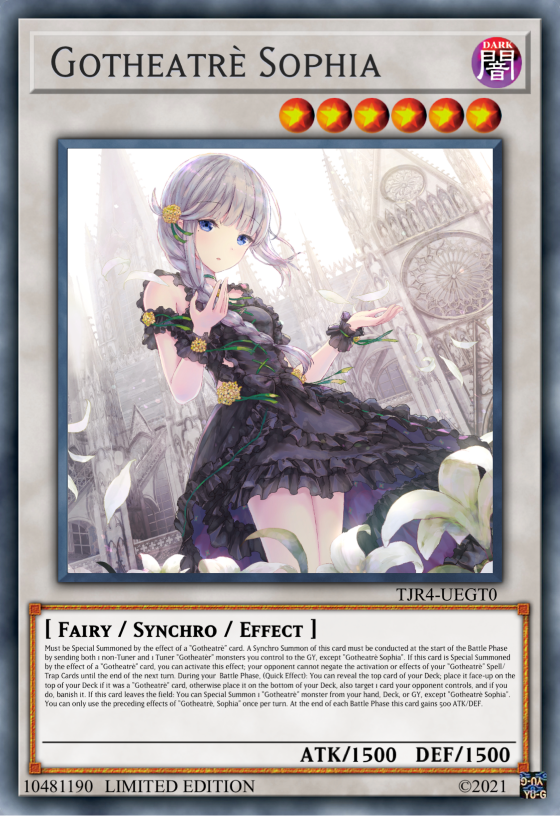 Gotheatrè Sophia
DARK
闇
TJR4-UEGT0
[ Fairy / Synchro / Effect ]
Must be Special Summoned by the effect of a "Gotheatrè" card. A Synchro Summon of this card must be conducted at the start of the Battle Phase
by sending both 1 non-Tuner and 1 Tuner "Gotheatèr" monsters you control to the GY, except "Gotheatrè Sophia". If this card is Special Summoned
by the effect of a "Gotheatrè" card, you can activate this effect; your opponent cannot negate the activation or effects of your "Gotheatrè" Spell/
Trap Cards until the end of the next turn. During your Battle Phase, (Quick Effect): You can reveal the top card of your Deck; place it face-up on the
top of your Deck if it was a "Gotheatrè" card, otherwise place it on the bottom of your Deck, also target 1 card your opponent controls, and if you
do, banish it. If this card leaves the field: You can Special Summon 1 "Gotheatrè" monster from your hand, Deck, or GY, except "Gotheatrè Sophia".
You can only use the preceding effects of "Gotheatrè, Sophia" once per turn. At the end of each Battle Phase this card gains 500 ATK/DEF.
ATK/1500 DEF/1500
10481190 LIMITED EDITION
©2021
YU-G